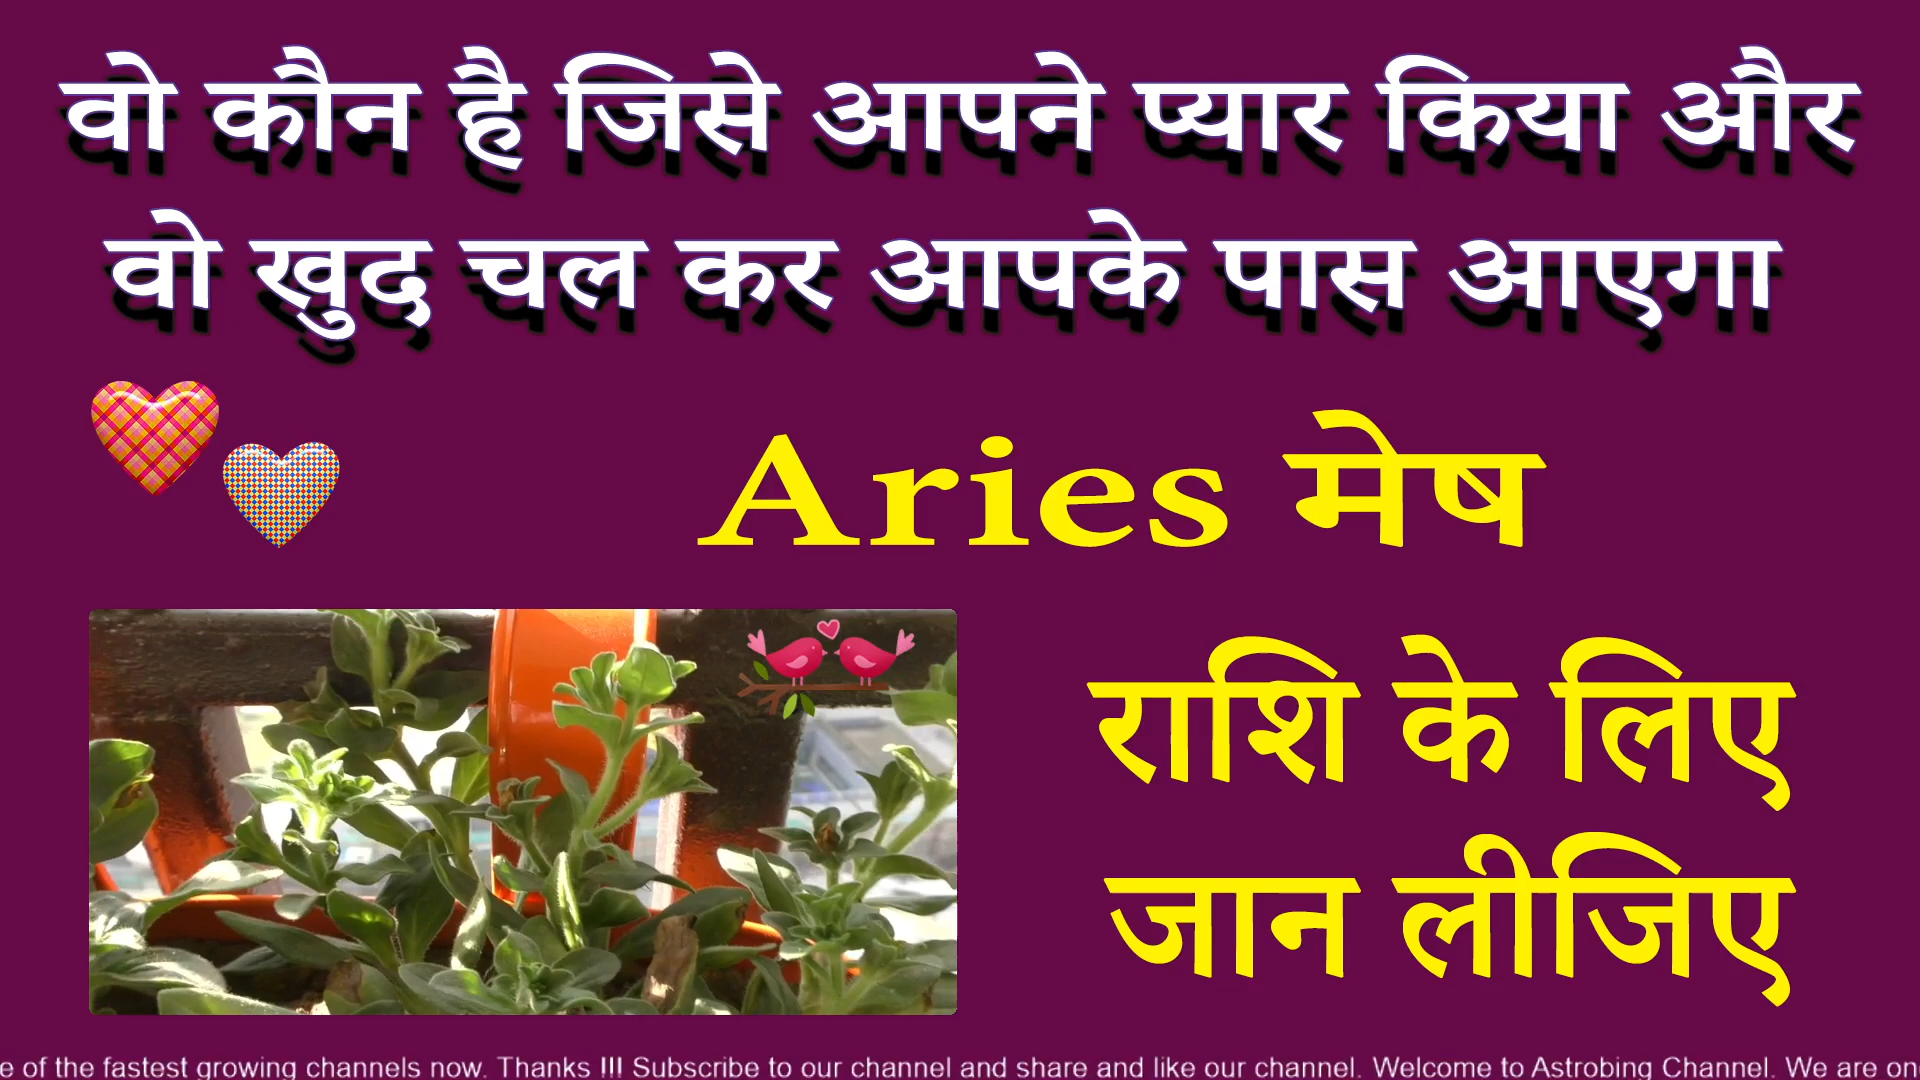 वो कौन है जिसे आपने प्यार किया और
वो खुद चल कर आपके पास आएगा
Aries मेष
राशि के लिए
जान लीजिए
e of the fastest growing channels now. Thanks !!! Subscribe to our channel and share and like our channel. Welcome to Astrobing Channel. We are on